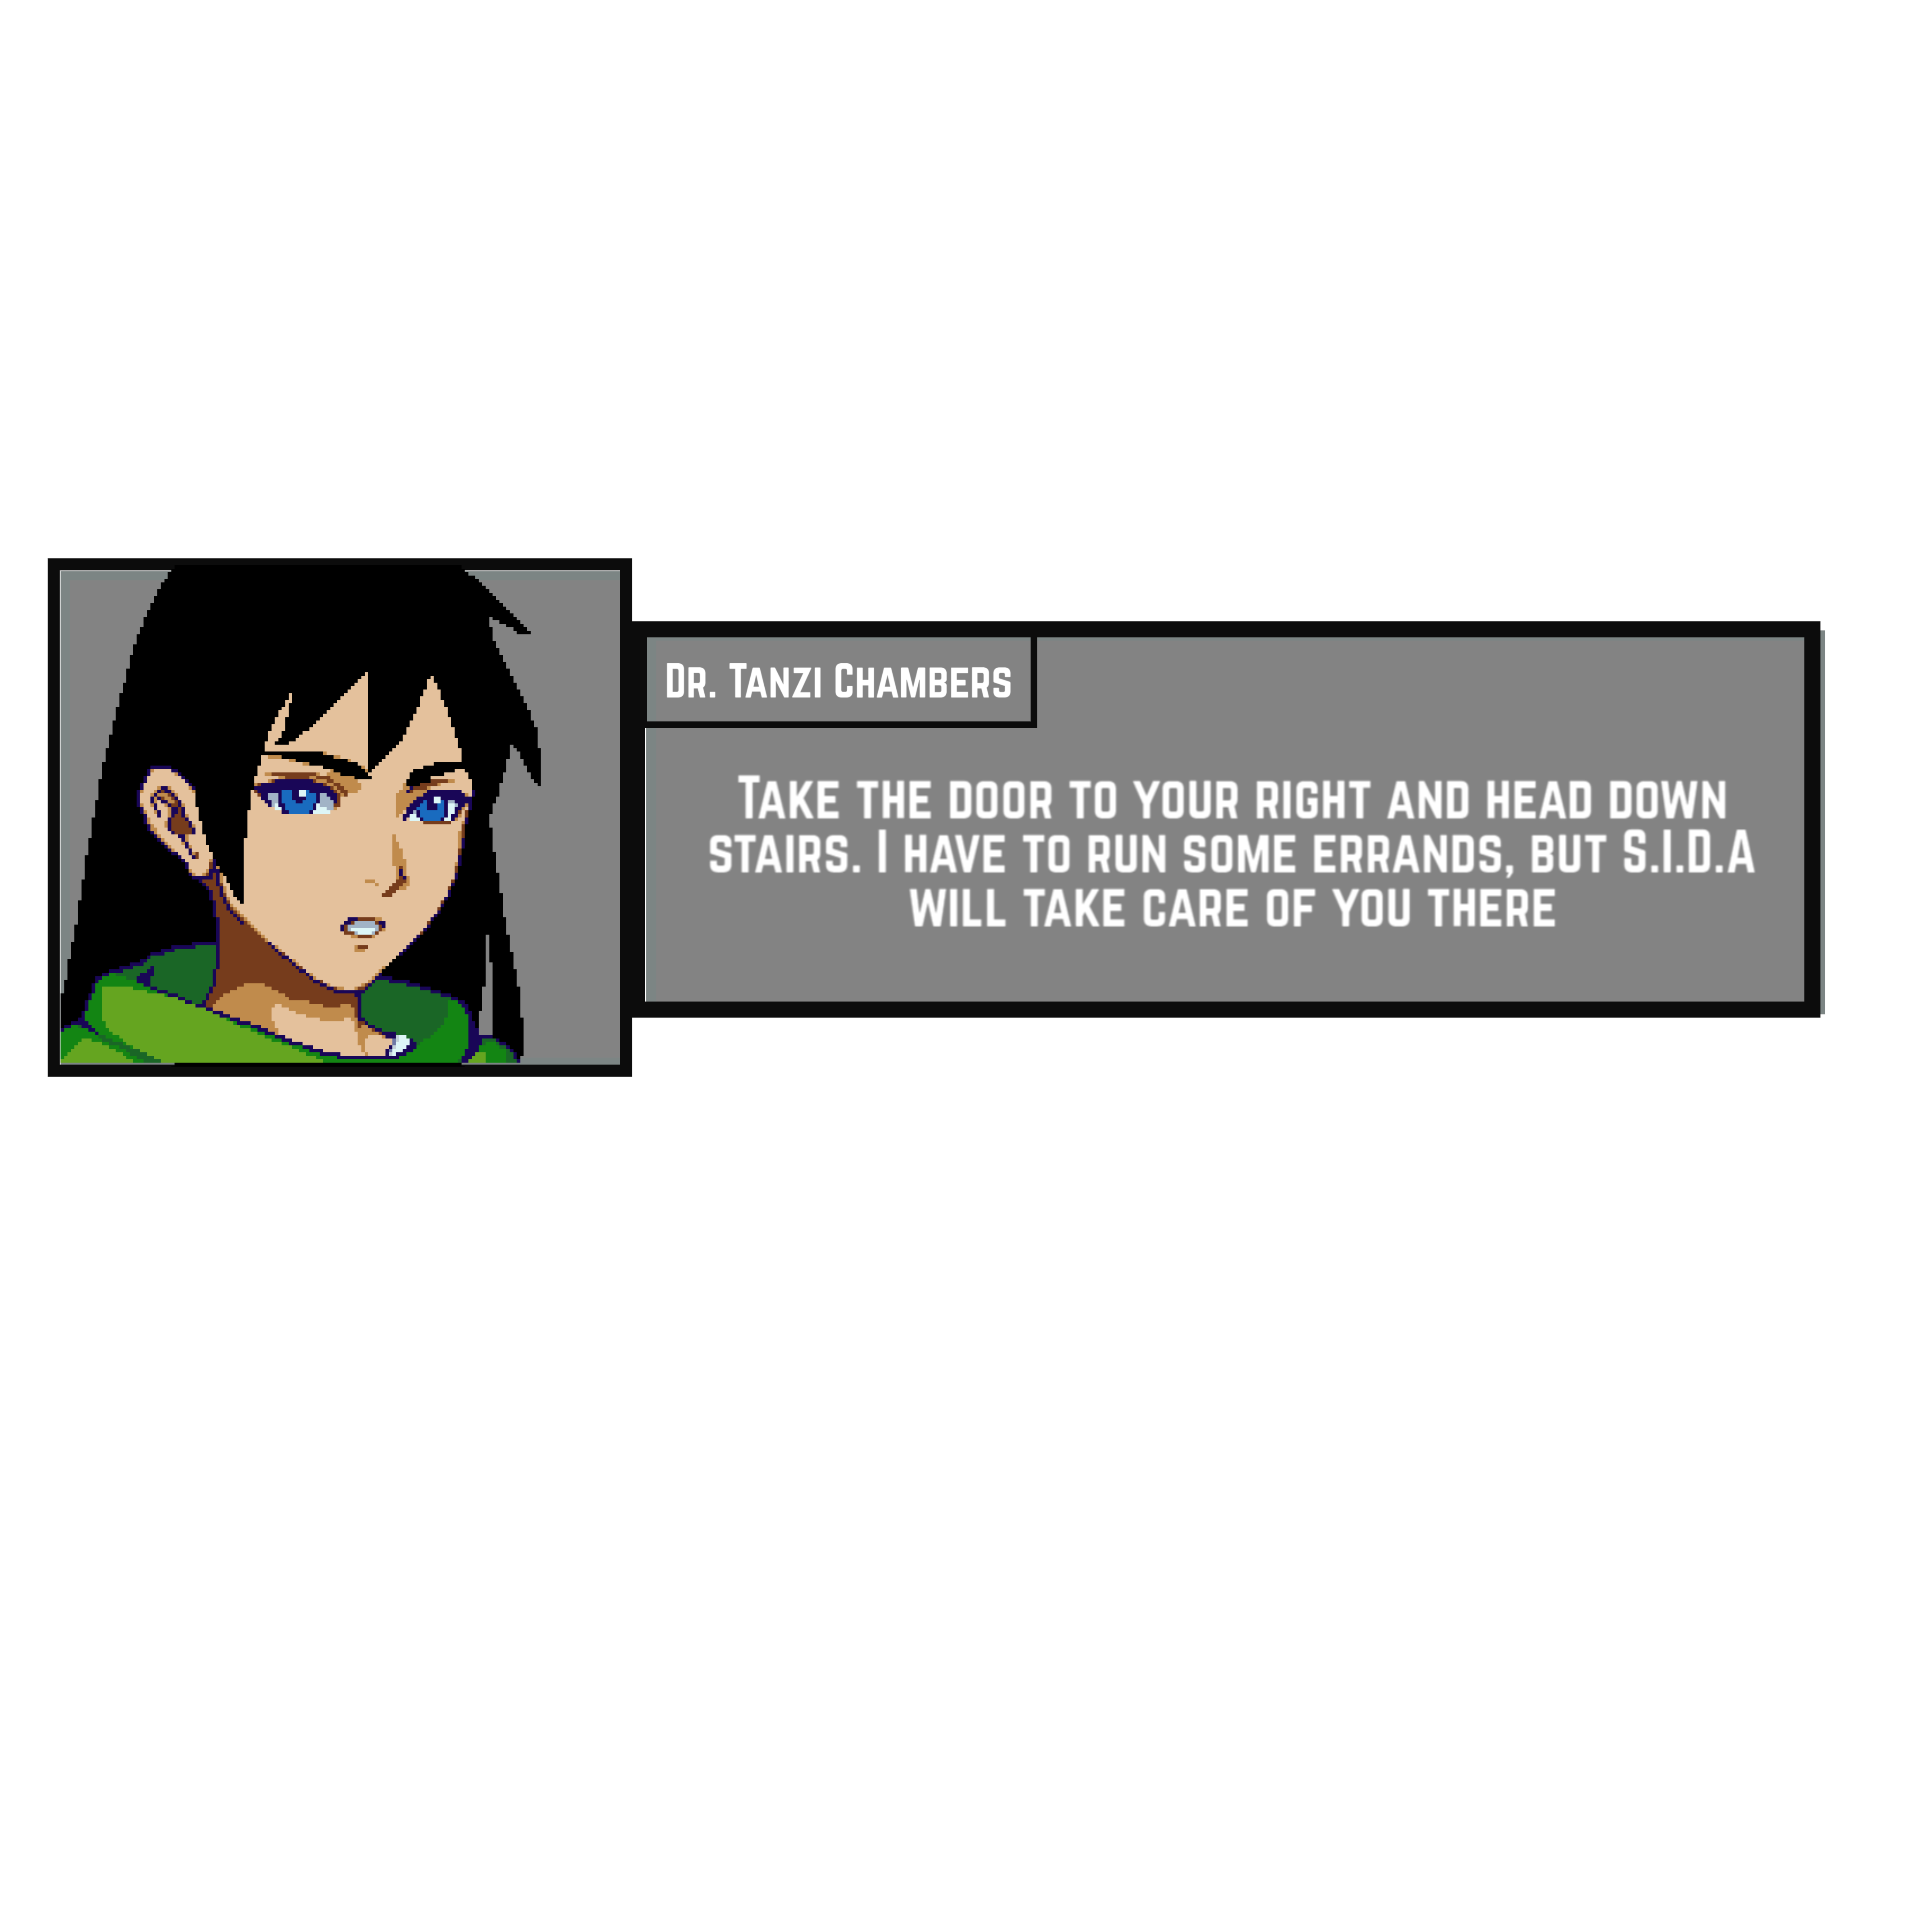 Dr. Tanzi Chambers
Take the door to your right and head down
stairs. I have to run some errands, but S.I.D.A
will take care of you there